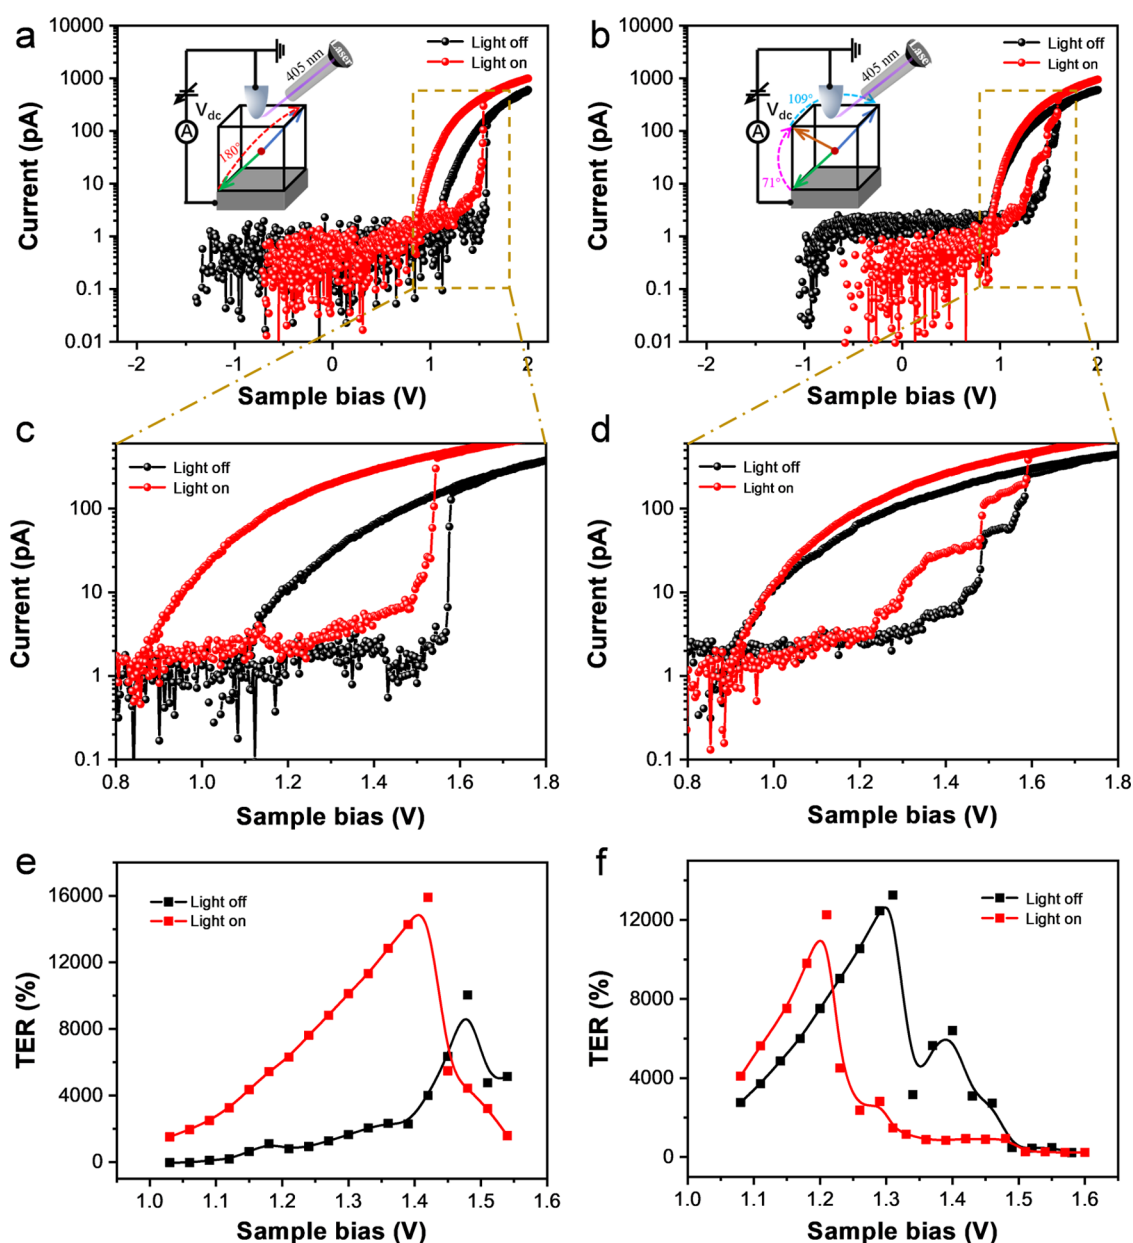 a
10000
1000
100
10
1
0.1
0.01
Current (pA)
-1
0
1
2
Sample bias (V)
Light off
Light on
405 nm
Laser
Vdc
A
180°
b
10000
1000
100
10
1
0.1
0.01
Current (pA)
-2
-1
0
1
2
Sample bias (V)
Light off
Light on
405 nm
Laser
Vdc
A
109°
71°
c
100
10
1
0.1
Current (pA)
0.8
1.0
1.2
1.4
1.6
1.8
Sample bias (V)
Light off
Light on
d
100
10
1
0.1
Current (pA)
0.8
1.0
1.2
1.4
1.6
1.8
Sample bias (V)
Light off
Light on
e
16000
12000
8000
4000
0
TER (%)
1.0
1.1
1.2
1.3
1.4
1.5
1.6
Sample bias (V)
Light off
Light on
f
12000
8000
4000
0
TER (%)
1.0
1.1
1.2
1.3
1.4
1.5
1.6
Sample bias (V)
Light off
Light on